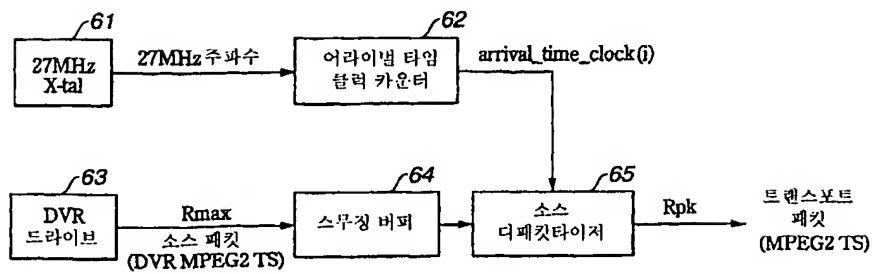 61
27MHz
X-tal
27MHz 주파수
62
어라이벌 타임
클럭 카운터
arrival_time_clock(i)
63
DVR
드라이브
Rmax
소스 패킷
(DVR MPEG2 TS)
64
스무징 버퍼
65
소스
디패킷타이저
Rpk
트랜스포트
패킷
(MPEG2 TS)